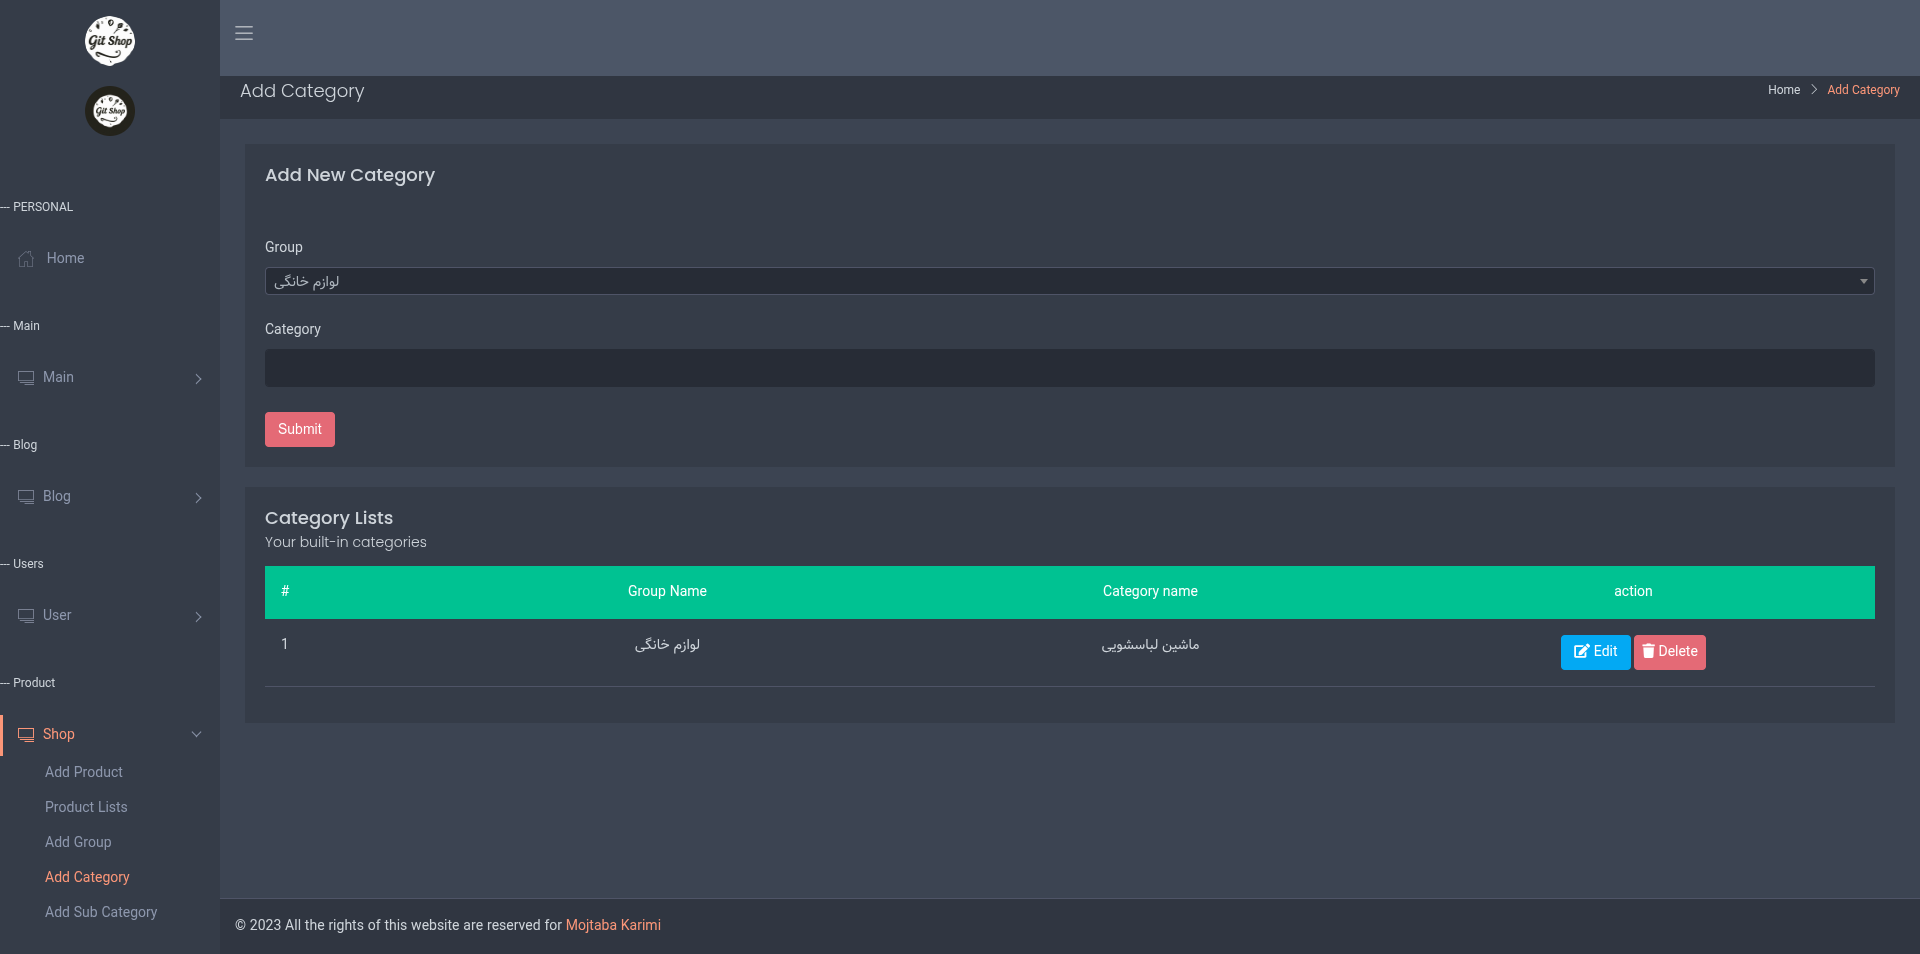 Git Shop
Git Shop
--- PERSONAL
Home
--- Main
Main
--- Blog
Blog
--- Users
User
--- Product
Shop
Add Product
Product Lists
Add Group
Add Category
Add Sub Category
Add Category
Home > Add Category
Add New Category
Group
لوازم خانگی
Category
Submit
Category Lists
Your built-in categories
# Group Name Category name action
1 لوازم خانگی ماشین لباسشویی Edit Delete
© 2023 All the rights of this website are reserved for Mojtaba Karimi